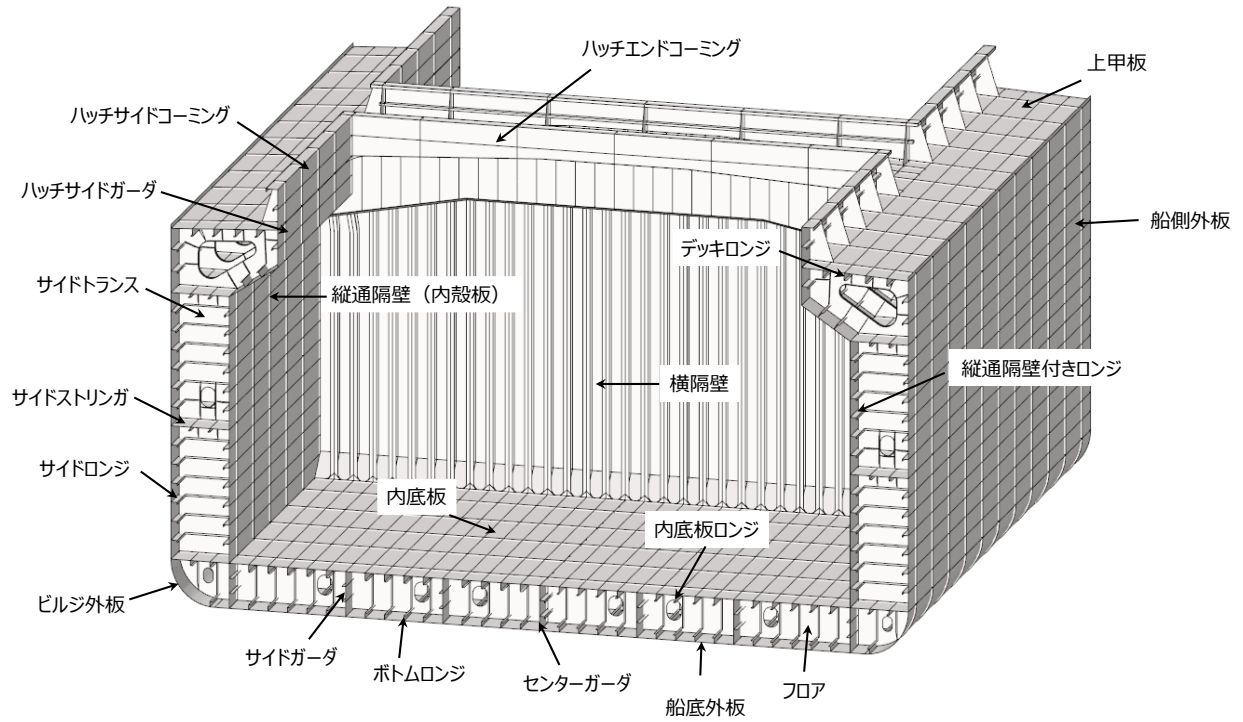 ハッチエンドコーミング
上甲板
ハッチサイドコーミング
ハッチサイドガーダ
船側外板
デッキロンジ
サイドトランス
縦通隔壁（内殻板）
縦通隔壁付きロンジ
横隔壁
サイドストリンガ
サイドロンジ
内底板
内底板ロンジ
ビルジ外板
サイドガーダ
ボトムロンジ
センターガーダ
船底外板
フロア